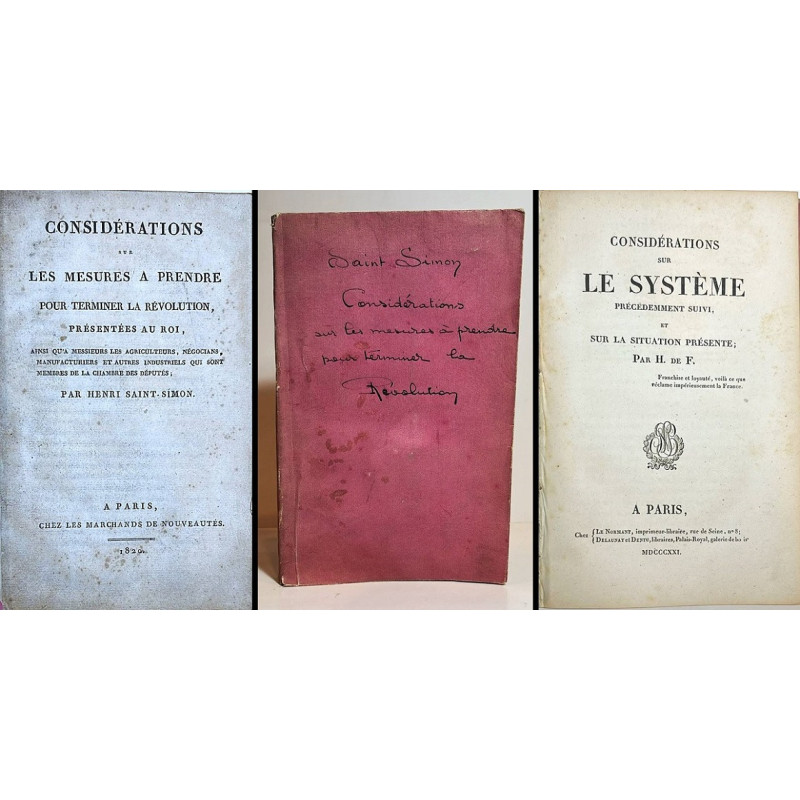 CONSIDÉRATIONS
SUR
LES MESURES A PRENDRE
POUR TERMINER LA RÉVOLUTION,
PRÉSENTÉES AU ROI,
AINSI QU'A MESSIEURS LES AGRICULTEURS, NÉGOCIANS,
MANUFACTURIERS ET AUTRES INDUSTRIELS QUI SONT
MEMBRES DE LA CHAMBRE DES DÉPUTÉS;
PAR HENRI SAINT-SIMON.
A PARIS,
CHEZ LES MARCHANDS DE NOUVEAUTÉS.
1820.
Saint Simon
Considérations
sur les mesures à prendre
pour terminer la
Révolution
CONSIDÉRATIONS
SUR
LE SYSTÈME
PRÉCÉDEMMENT SUIVI,
ET
SUR LA SITUATION PRÉSENTE;
PAR H. DE F.
Franchise et loyauté, voilà ce que
réclame impérieusement la France.
A PARIS,
Chez { LE NORMANT, imprimeur-libraire, rue de Seine, n° 8;
DELAUNAY et DENTU, libraires, Palais-Royal, galerie de
MDCCCXXI.